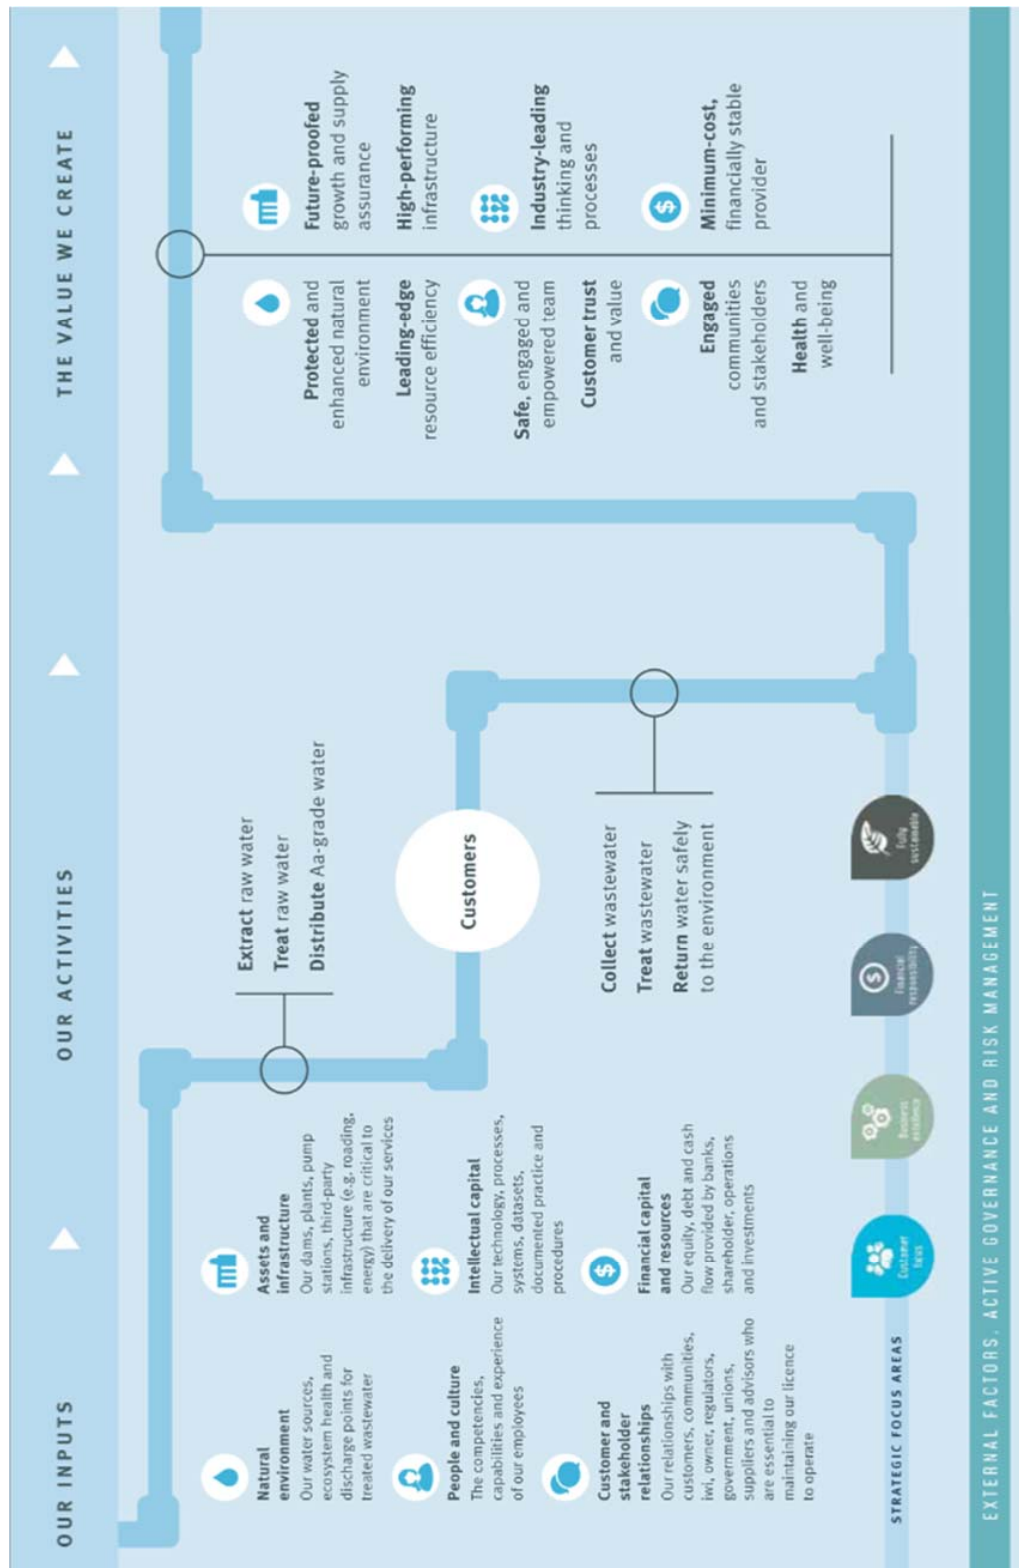 OUR INPUTS
OUR ACTIVITIES
THE VALUE WE CREATE
Natural
environment
Our water sources,
ecosystem health and
discharge points for
treated wastewater
People and culture
The competencies,
capabilities and experience
of our employees
Customer and
stakeholder
relationships
Our relationships with
customers, communities,
iwi, owner, regulators,
government, unions,
suppliers and advisors who
are essential to
maintaining our licence
to operate
Assets and
infrastructure
Our dams, plants, pump
stations, third-party
infrastructure (e.g. roading,
energy) that are critical to
the delivery of our services
Intellectual capital
Our technology, processes,
systems, datasets,
documented practice and
procedures
Financial capital
and resources
Our equity, debt and cash
flow provided by banks,
shareholder, operations
and investments
Extract raw water
Treat raw water
Distribute Aa-grade water
Customers
Collect wastewater
Treat wastewater
Return water safely
to the environment
Protected and
enhanced natural
environment
Leading-edge
resource efficiency
Safe, engaged and
empowered team
Customer trust
and value
Engaged
communities
and stakeholders
Health and
well-being
Future-proofed
growth and supply
assurance
High-performing
infrastructure
Industry-leading
thinking and
processes
Minimum-cost,
financially stable
provider
STRATEGIC FOCUS AREAS
Customer
focus
Business
excellence
Financial
responsibility
Fully
sustainable
EXTERNAL FACTORS, ACTIVE GOVERNANCE AND RISK MANAGEMENT